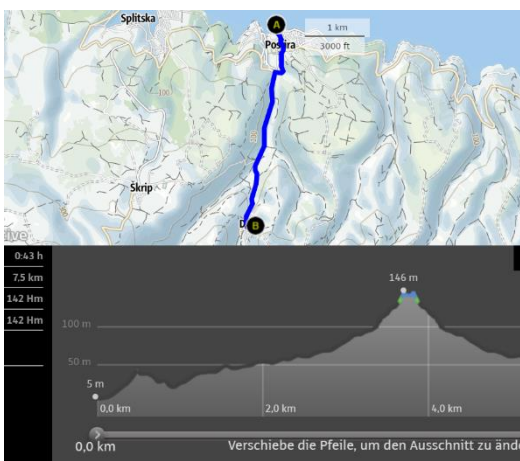 Splitska
A
1 km
3000 ft
Škrip
B
0:43 h
7,5 km
142 Hm
142 Hm
146 m
100 m
50 m
5 m
0,0 km
2,0 km
4,0 km
0,0 km
Verschiebe die Pfeile, um den Ausschnitt zu ände